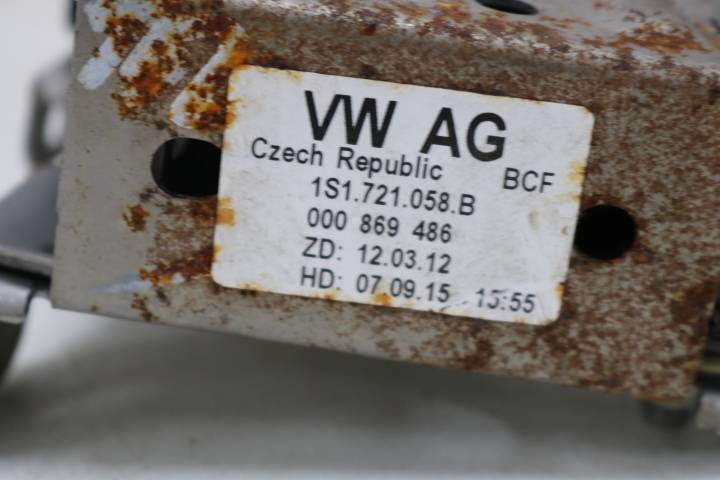 VW AG
Czech Republic BCF
1S1.721.058.B
000 869 486
ZD: 12.03.12
HD: 07.09.15 15:55